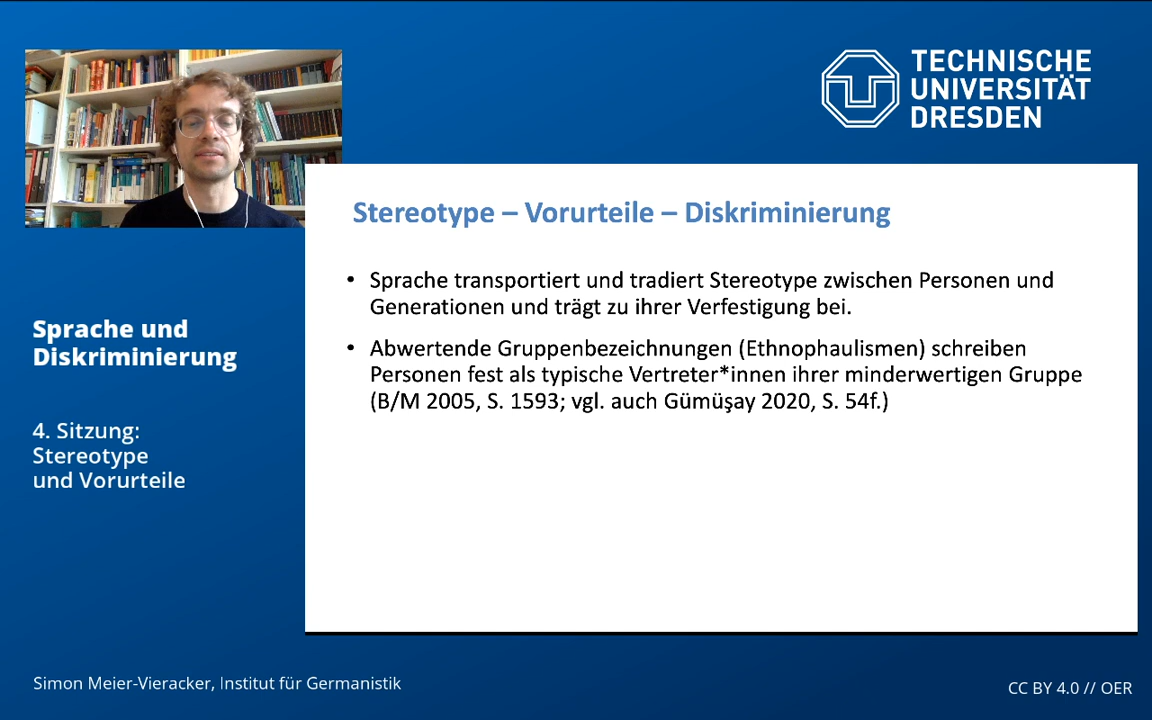 TECHNISCHE
UNIVERSITÄT
DRESDEN
Stereotype – Vorurteile – Diskriminierung
• Sprache transportiert und tradiert Stereotype zwischen Personen und
Generationen und trägt zu ihrer Verfestigung bei.
• Abwertende Gruppenbezeichnungen (Ethnophaulismen) schreiben
Personen fest als typische Vertreter*innen ihrer minderwertigen Gruppe
(B/M 2005, S. 1593; vgl. auch Gümüşay 2020, S. 54f.)
Sprache und
Diskriminierung
4. Sitzung:
Stereotype
und Vorurteile
Simon Meier-Vieracker, Institut für Germanistik
CC BY 4.0 // OER